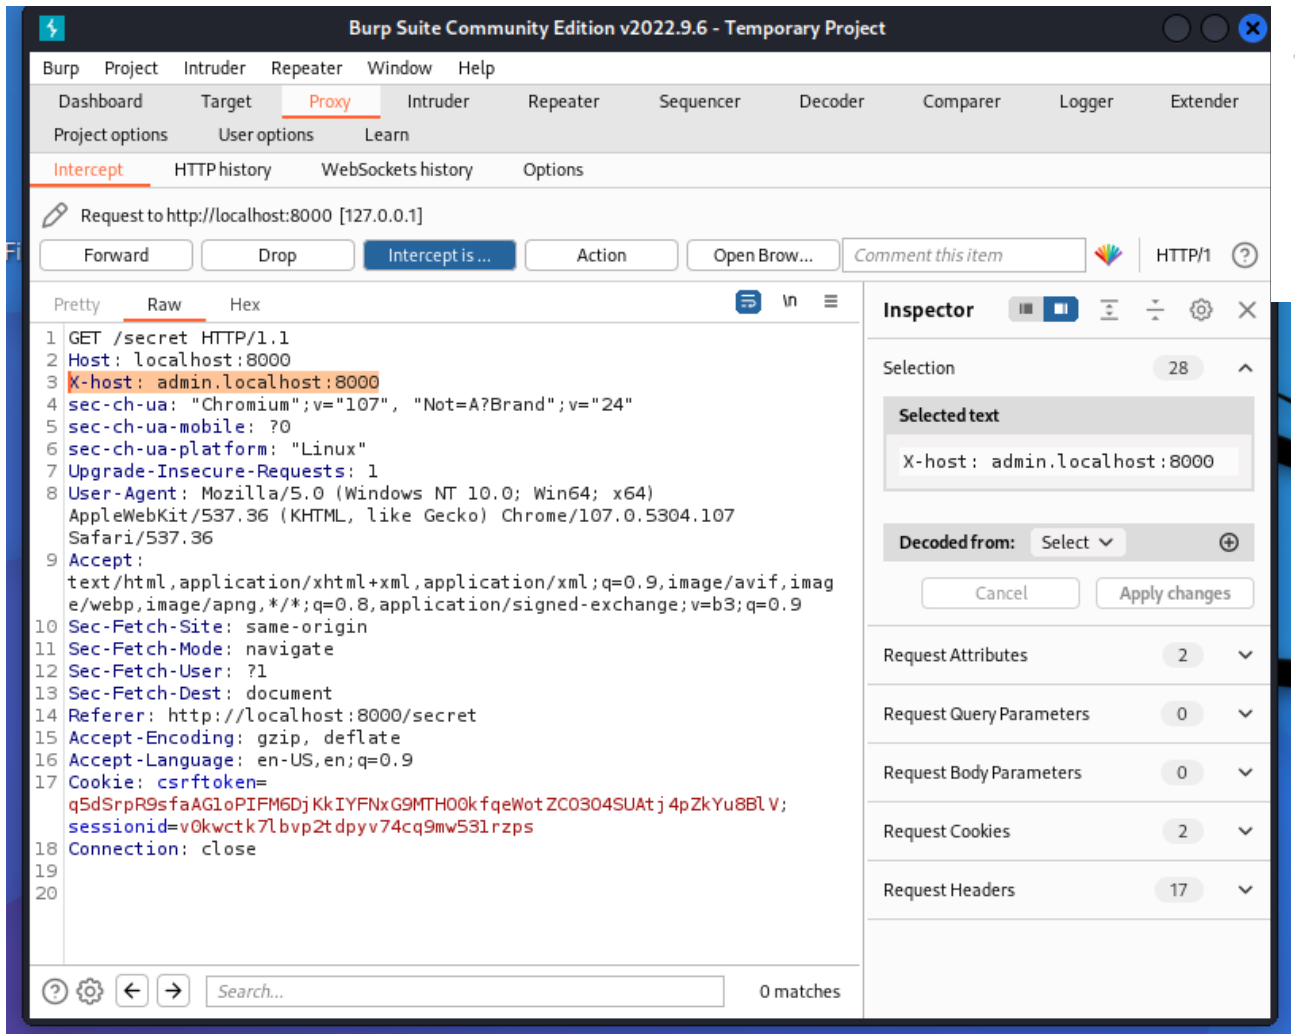 Burp Suite Community Edition v2022.9.6 - Temporary Project
Burp Project Intruder Repeater Window Help
Dashboard Target Proxy Intruder Repeater Sequencer Decoder Comparer Logger Extender
Project options User options Learn
Intercept HTTP history WebSockets history Options
Request to http://localhost:8000 [127.0.0.1]
Fi
Forward Drop Intercept is ... Action Open Brow... Comment this item HTTP/1 ?
Pretty Raw Hex \n
1 GET /secret HTTP/1.1
2 Host: localhost:8000
3 X-host: admin.localhost:8000
4 sec-ch-ua: "Chromium";v="107", "Not=A?Brand";v="24"
5 sec-ch-ua-mobile: ?0
6 sec-ch-ua-platform: "Linux"
7 Upgrade-Insecure-Requests: 1
8 User-Agent: Mozilla/5.0 (Windows NT 10.0; Win64; x64)
AppleWebKit/537.36 (KHTML, like Gecko) Chrome/107.0.5304.107
Safari/537.36
9 Accept:
text/html,application/xhtml+xml,application/xml;q=0.9,image/avif,imag
e/webp,image/apng,*/*;q=0.8,application/signed-exchange;v=b3;q=0.9
10 Sec-Fetch-Site: same-origin
11 Sec-Fetch-Mode: navigate
12 Sec-Fetch-User: ?1
13 Sec-Fetch-Dest: document
14 Referer: http://localhost:8000/secret
15 Accept-Encoding: gzip, deflate
16 Accept-Language: en-US,en;q=0.9
17 Cookie: csrftoken=
q5dSrpR9sfaAGloPIFM6DjKkIYFNxG9MTHO0kfqeWotZCO3O4SUAtj4pZkYu8BlV;
sessionid=v0kwctk7lbvp2tdpyv74cq9mw531rzps
18 Connection: close
19
20
Inspector
Selection 28
Selected text
X-host: admin.localhost:8000
Decoded from: Select
Cancel Apply changes
Request Attributes 2
Request Query Parameters 0
Request Body Parameters 0
Request Cookies 2
Request Headers 17
? Search... 0 matches